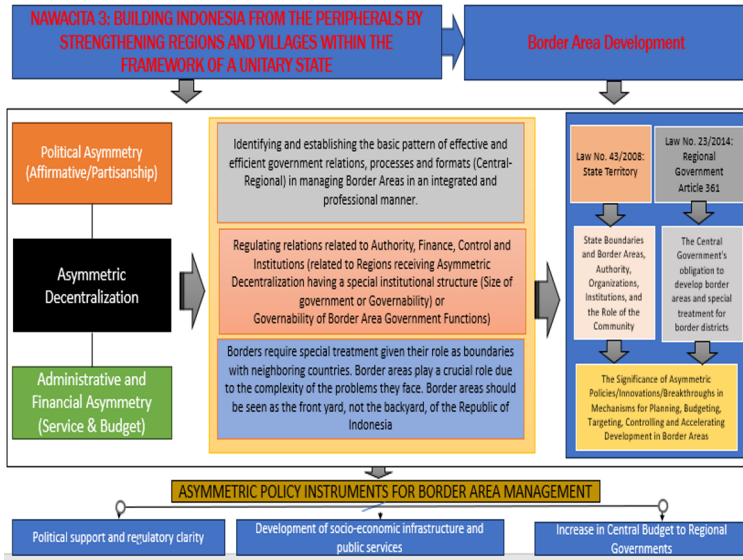 NAWACITA 3: BUILDING INDONESIA FROM THE PERIPHERALS BY
STRENGTHENING REGIONS AND VILLAGES WITHIN THE
FRAMEWORK OF A UNITARY STATE
Border Area Development
Political Asymmetry
(Affirmative/Partisanship)
Asymmetric
Decentralization
Administrative and
Financial Asymmetry
(Service & Budget)
Identifying and establishing the basic pattern of effective and
efficient government relations, processes and formats (Central-
Regional) in managing Border Areas in an integrated and
professional manner.
Regulating relations related to Authority, Finance, Control and
Institutions (related to Regions receiving Asymmetric
Decentralization having a special institutional structure (Size of
government or Governability) or
Governability of Border Area Government Functions)
Borders require special treatment given their role as boundaries
with neighboring countries. Border areas play a crucial role due
to the complexity of the problems they face. Border areas should
be seen as the front yard, not the backyard, of the Republic of
Indonesia
Law No. 43/2008:
State Territory
Law No. 23/2014:
Regional
Government
Article 361
State Boundaries
and Border Areas,
Authority,
Organizations,
Institutions, and
the Role of the
Community
The Central
Government's
obligation to
develop border
areas and special
treatment for
border districts
The Significance of Asymmetric
Policies/Innovations/Breakthroughs in
Mechanisms for Planning, Budgeting,
Targeting, Controlling and Accelerating
Development in Border Areas
ASYMMETRIC POLICY INSTRUMENTS FOR BORDER AREA MANAGEMENT
Political support and regulatory clarity
Development of socio-economic infrastructure and
public services
Increase in Central Budget to Regional
Governments